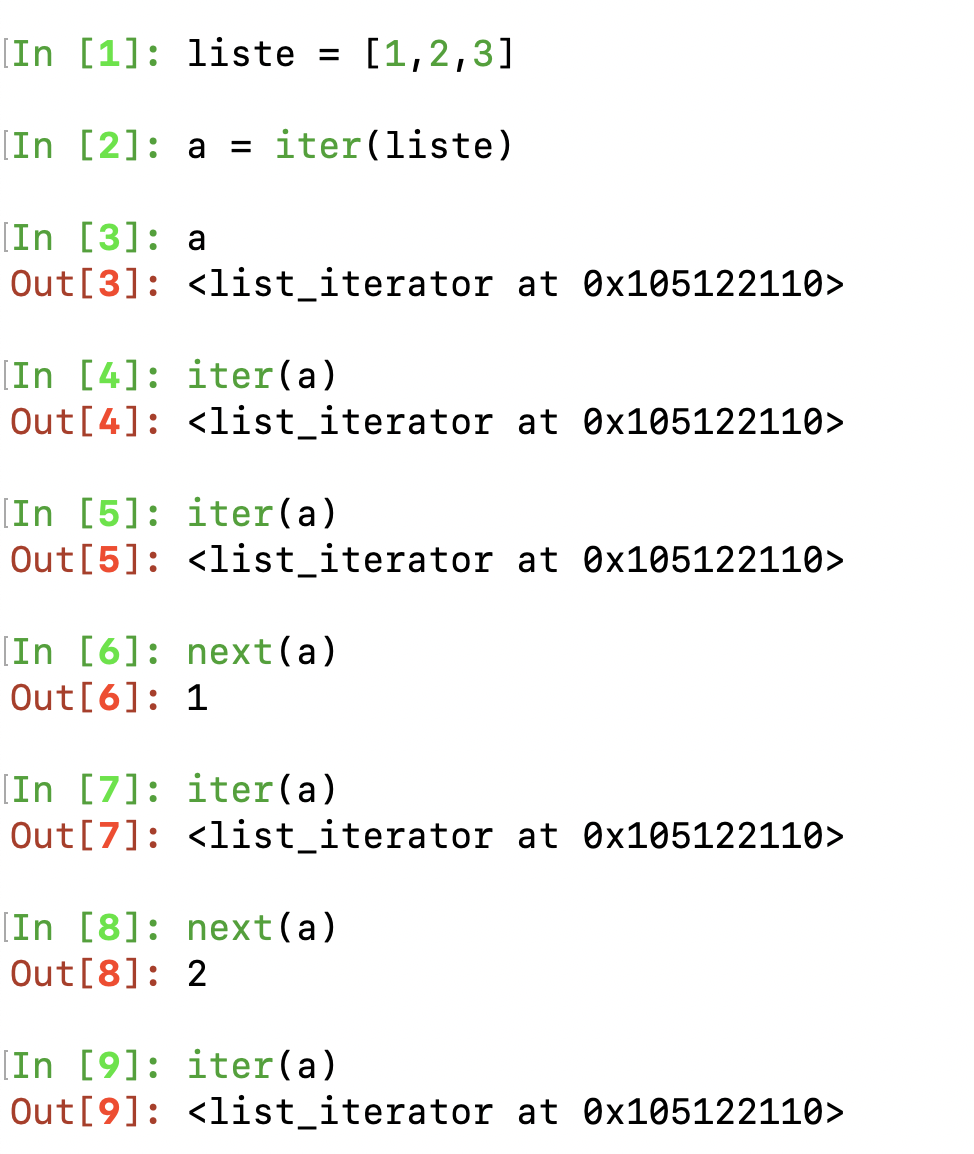 In [1]: liste = [1,2,3]
In [2]: a = iter(liste)
In [3]: a
Out[3]: <list_iterator at 0x105122110>
In [4]: iter(a)
Out[4]: <list_iterator at 0x105122110>
In [5]: iter(a)
Out[5]: <list_iterator at 0x105122110>
In [6]: next(a)
Out[6]: 1
In [7]: iter(a)
Out[7]: <list_iterator at 0x105122110>
In [8]: next(a)
Out[8]: 2
In [9]: iter(a)
Out[9]: <list_iterator at 0x105122110>